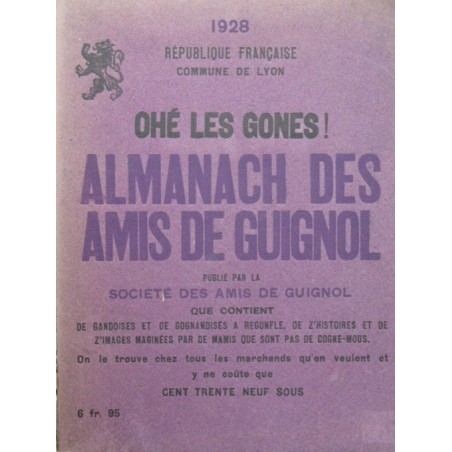 1928
RÉPUBLIQUE FRANÇAISE
COMMUNE DE LYON
OHÉ LES GONES!
ALMANACH DES
AMIS DE GUIGNOL
PUBLIÉ PAR LA
SOCIÉTÉ DES AMIS DE GUIGNOL
QUE CONTIENT
DE GANDOISES ET DE GOGNANDISES A REGONFLE, DE Z'HISTOIRES ET DE
Z'IMAGES MAGINÉES PAR DE MAMIS QUE SONT PAS DE COGNE-MOUS.
On le trouve chez tous les marchands qu'en veulent et
y ne coûte que
CENT TRENTE NEUF SOUS
6 fr. 95